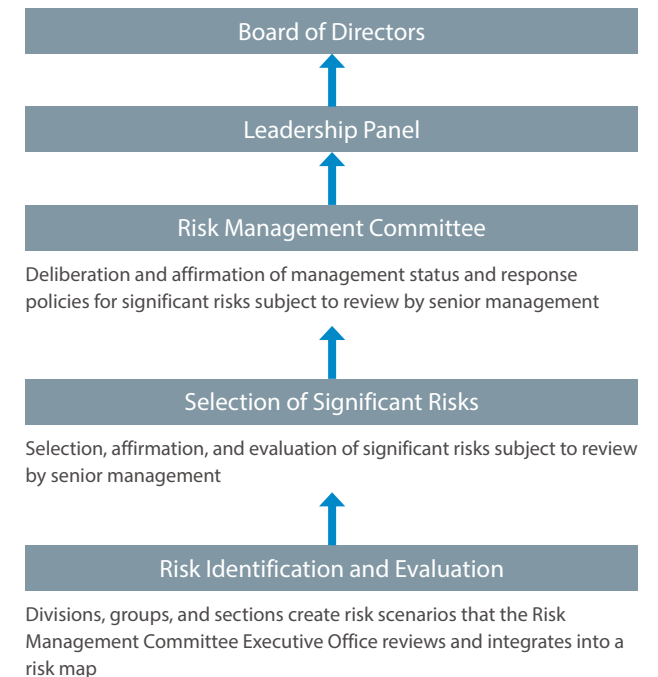 Board of Directors
Leadership Panel
Risk Management Committee
Deliberation and affirmation of management status and response
policies for significant risks subject to review by senior management
Selection of Significant Risks
Selection, affirmation, and evaluation of significant risks subject to review
by senior management
Risk Identification and Evaluation
Divisions, groups, and sections create risk scenarios that the Risk
Management Committee Executive Office reviews and integrates into a
risk map